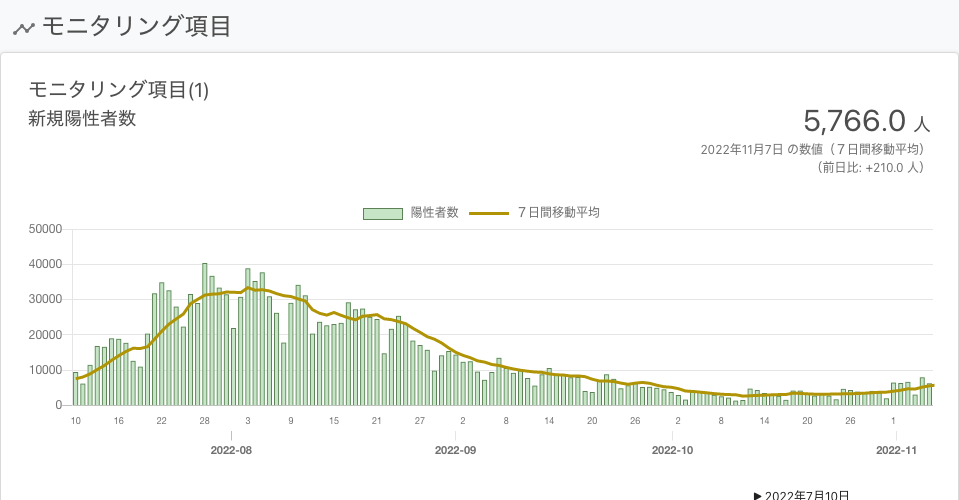 モニタリング項目
モニタリング項目(1)
新規陽性者数
5,766.0 人
2022年11月7日 の数値（７日間移動平均）
（前日比: +210.0 人）
陽性者数 ７日間移動平均
50000
40000
30000
20000
10000
0
10 16 22 28 3 9 15 21 27 2 8 14 20 26 2 8 14 20 26 1
2022-08 2022-09 2022-10 2022-11
▶ 2022年7月10日